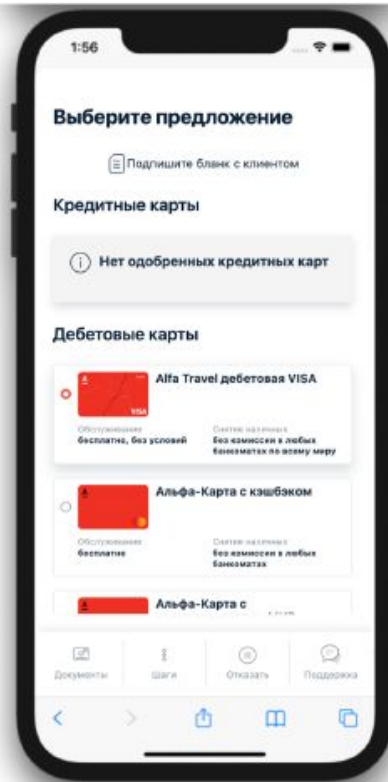 1:56
Выберите предложение
Подпишите бланк с клиентом
Кредитные карты
Нет одобренных кредитных карт
Дебетовые карты
Alfa Travel дебетовая VISA
VISA
Обслуживание
бесплатно, без условий
Снятие наличных
без комиссии в любых
банкоматах по всему миру
Альфа-Карта с кэшбэком
Обслуживание
бесплатно
Снятие наличных
без комиссии в любых
банкоматах
Альфа-Карта с
Документы
Шаги
Отказать
Поддержка